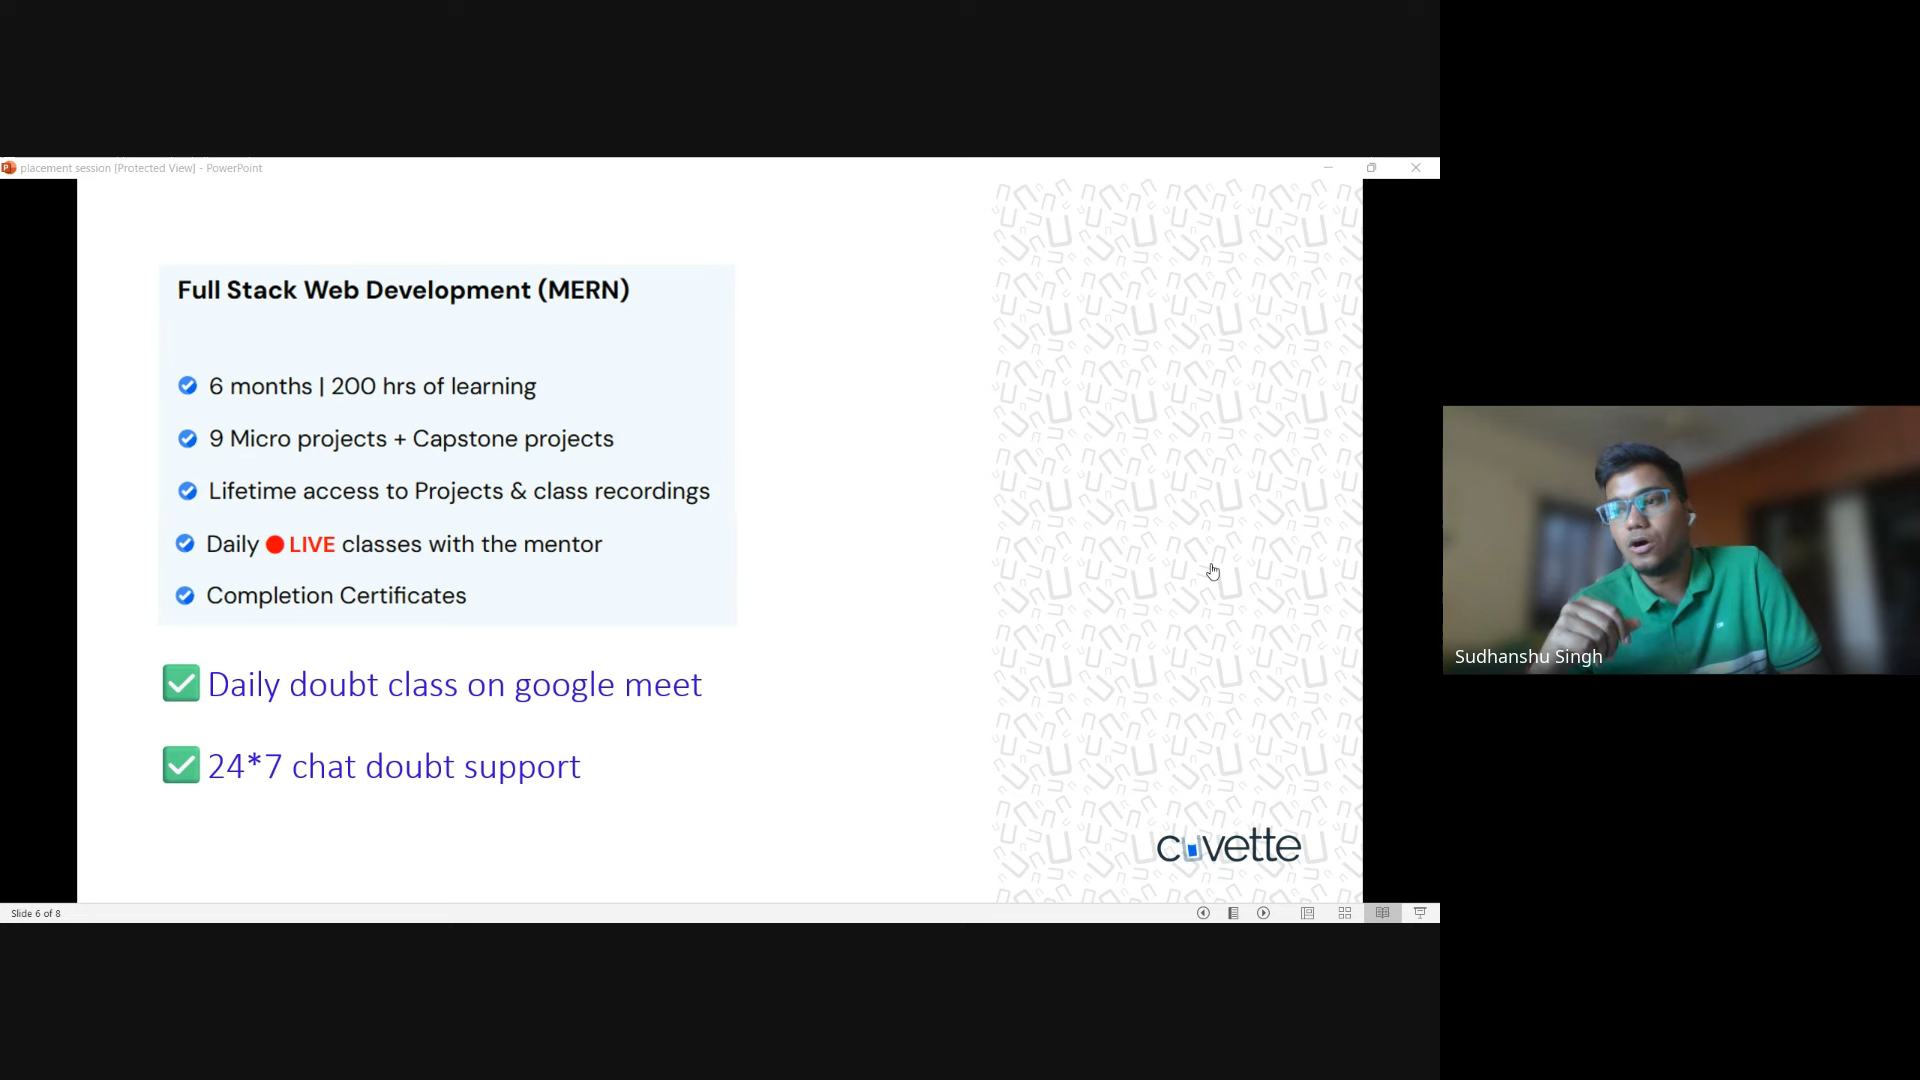 placement session [Protected View] - PowerPoint
Full Stack Web Development (MERN)
6 months | 200 hrs of learning
9 Micro projects + Capstone projects
Lifetime access to Projects & class recordings
Daily 🔴 LIVE classes with the mentor
Completion Certificates
✅ Daily doubt class on google meet
✅ 24*7 chat doubt support
cuvette
Slide 6 of 8
Sudhanshu Singh